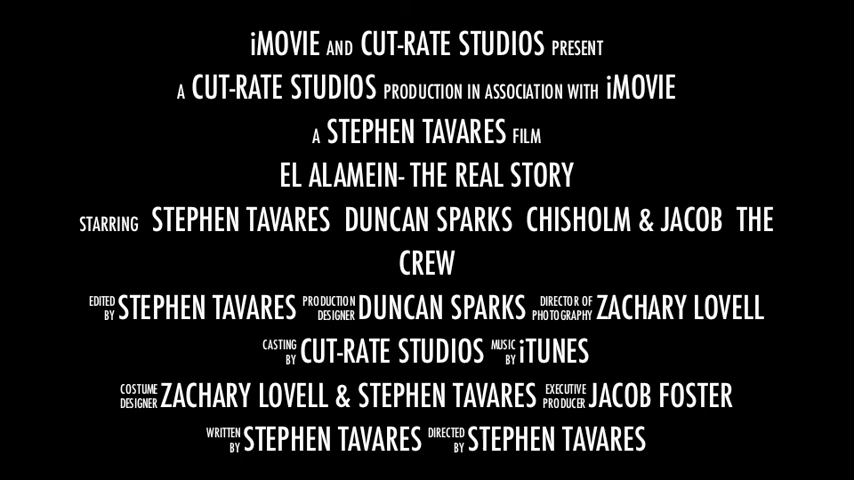 iMOVIE AND CUT-RATE STUDIOS PRESENT
A CUT-RATE STUDIOS PRODUCTION IN ASSOCIATION WITH iMOVIE
A STEPHEN TAVARES FILM
EL ALAMEIN- THE REAL STORY
STARRING STEPHEN TAVARES DUNCAN SPARKS CHISHOLM & JACOB THE
CREW
EDITED BY STEPHEN TAVARES PRODUCTION DESIGNER DUNCAN SPARKS DIRECTOR OF PHOTOGRAPHY ZACHARY LOVELL
CASTING BY CUT-RATE STUDIOS MUSIC BY iTUNES
COSTUME DESIGNER ZACHARY LOVELL & STEPHEN TAVARES EXECUTIVE PRODUCER JACOB FOSTER
WRITTEN BY STEPHEN TAVARES DIRECTED BY STEPHEN TAVARES